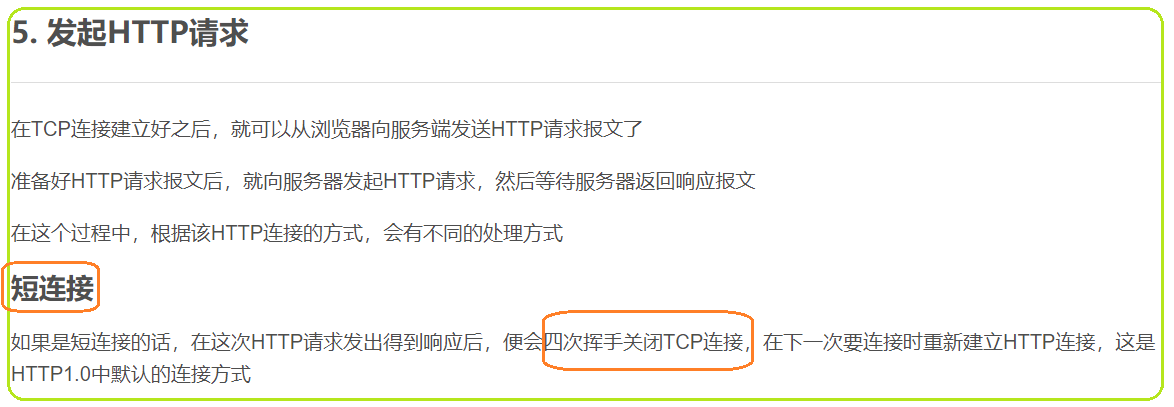 5. 发起HTTP请求
在TCP连接建立好之后，就可以从浏览器向服务端发送HTTP请求报文了
准备好HTTP请求报文后，就向服务器发起HTTP请求，然后等待服务器返回响应报文
在这个过程中，根据该HTTP连接的方式，会有不同的处理方式
短连接
如果是短连接的话，在这次HTTP请求发出得到响应后，便会四次挥手关闭TCP连接，在下一次要连接时重新建立HTTP连接，这是
HTTP1.0中默认的连接方式